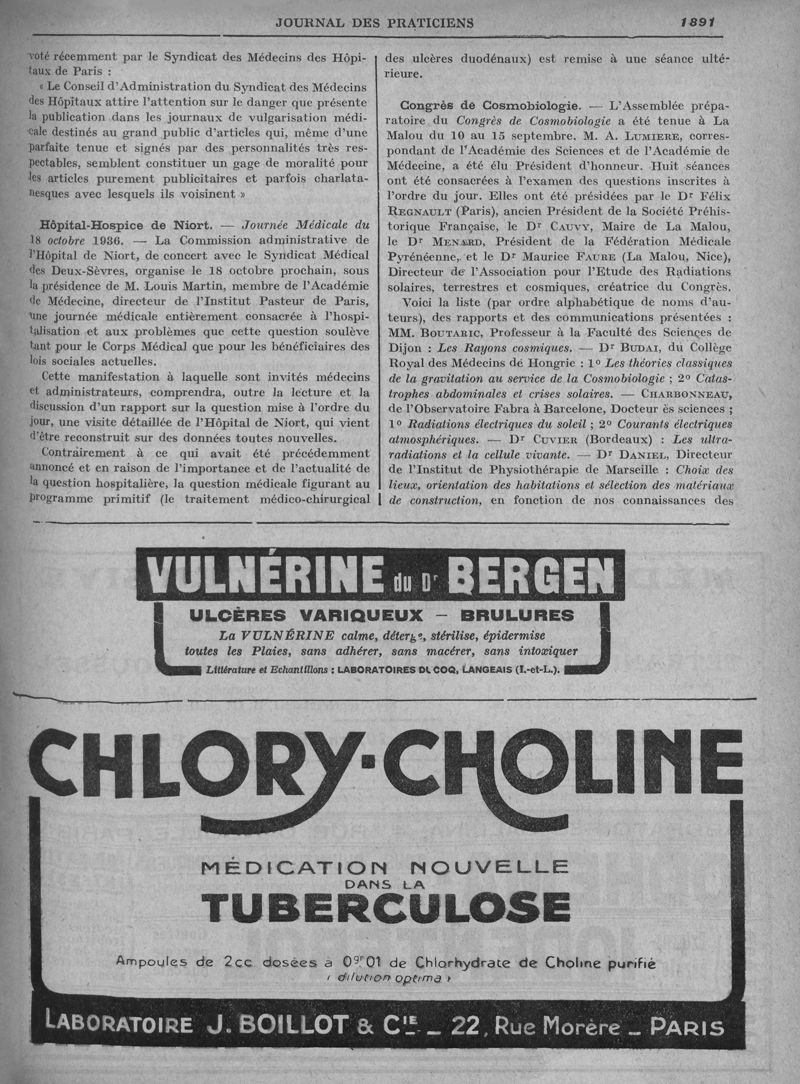 JOURNAL DES PRATICIENS
1891
voté récemment par le Syndicat des Médecins des Hôpi-
taux de Paris :
« Le Conseil d'Administration du Syndicat des Médecins
des Hôpitaux attire l'attention sur le danger que présente
la publication dans les journaux de vulgarisation médi-
cale destinés au grand public d'articles qui, même d'une
parfaite tenue et signés par des personnalités très res-
pectables, semblent constituer un gage de moralité pour
les articles purement publicitaires et parfois charlata-
nesques avec lesquels ils voisinent »
Hôpital-Hospice de Niort. — Journée Médicale du
18 octobre 1936. — La Commission administrative de
l'Hôpital de Niort, de concert avec le Syndicat Médical
des Deux-Sèvres, organise le 18 octobre prochain, sous
la présidence de M. Louis Martin, membre de l'Académie
de Médecine, directeur de l'Institut Pasteur de Paris,
une journée médicale entièrement consacrée à l'hospi-
talisation et aux problèmes que cette question soulève
tant pour le Corps Médical que pour les bénéficiaires des
lois sociales actuelles.
Cette manifestation à laquelle sont invités médecins
et administrateurs, comprendra, outre la lecture et la
discussion d'un rapport sur la question mise à l'ordre du
jour, une visite détaillée de l'Hôpital de Niort, qui vient
d'être reconstruit sur des données toutes nouvelles.
Contrairement à ce qui avait été précédemment
annoncé et en raison de l'importance et de l'actualité de
la question hospitalière, la question médicale figurant au
programme primitif (le traitement médico-chirurgical
des ulcères duodénaux) est remise à une séance ulté-
rieure.
Congrès de Cosmobiologie. — L'Assemblée prépa-
ratoire du Congrès de Cosmobiologie a été tenue à La
Malou du 10 au 15 septembre. M. A. LUMIERE, corres-
pondant de l'Académie des Sciences et de l'Académie de
Médecine, a été élu Président d'honneur. Huit séances
ont été consacrées à l'examen des questions inscrites à
l'ordre du jour. Elles ont été présidées par le Dr Félix
REGNAULT (Paris), ancien Président de la Société Préhis-
torique Française, le Dr CAUVY, Maire de La Malou,
le Dr MENARD, Président de la Fédération Médicale
Pyrénéenne, et le Dr Maurice FAURE (La Malou, Nice),
Directeur de l'Association pour l'Etude des Radiations
solaires, terrestres et cosmiques, créatrice du Congrès.
Voici la liste (par ordre alphabétique de noms d'au-
teurs), des rapports et des communications présentées :
MM. BOUTARIC, Professeur à la Faculté des Sciences de
Dijon : Les Rayons cosmiques. — Dr BUDAI, du Collège
Royal des Médecins de Hongrie : 1o Les théories classiques
de la gravitation au service de la Cosmobiologie ; 2o Catas-
trophes abdominales et crises solaires. — CHARBONNEAU,
de l'Observatoire Fabra à Barcelone, Docteur ès sciences ;
1o Radiations électriques du soleil ; 2o Courants électriques
atmosphériques. — Dr CUVIER (Bordeaux) : Les ultra-
radiations et la cellule vivante. — Dr DANIEL, Directeur
de l'Institut de Physiothérapie de Marseille : Choix des
lieux, orientation des habitations et sélection des matériaux
de construction, en fonction de nos connaissances des
VULNÉRINE du Dr BERGEN
ULCÈRES VARIQUEUX — BRULURES
La VULNÉRINE calme, déterge, stérilise, épidermise
toutes les Plaies, sans adhérer, sans macérer, sans intoxiquer
Littérature et Echantillons : LABORATOIRES DUCOQ, LANGEAIS (I.-et-L.).
CHLORY-CHOLINE
MÉDICATION NOUVELLE
DANS LA
TUBERCULOSE
Ampoules de 2cc dosées à 0gr01 de Chlorhydrate de Choline purifié
( dilution optima )
LABORATOIRE J. BOILLOT & CIE — 22, Rue Morère — PARIS